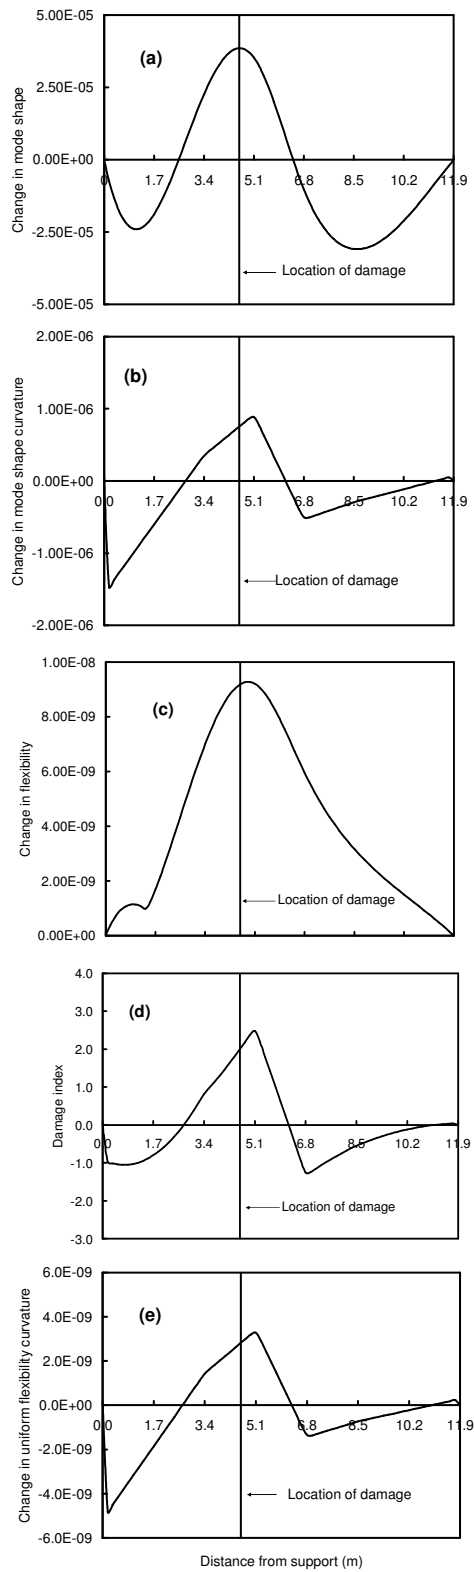 5.00E-05
(a)
2.50E-05
Change in mode shape
0.00E+00
0 1.7 3.4 5.1 6.8 8.5 10.2 11.9
-2.50E-05
Location of damage
-5.00E-05
2.00E-06
(b)
1.00E-06
Change in mode shape curvature
0.00E+00
0.0 1.7 3.4 5.1 6.8 8.5 10.2 11.9
-1.00E-06
Location of damage
-2.00E-06
1.00E-08
(c)
8.00E-09
6.00E-09
Change in flexibility
4.00E-09
2.00E-09
Location of damage
0.00E+00
4.0
(d)
3.0
2.0
1.0
Damage index
0.0
0.0 1.7 3.4 5.1 6.8 8.5 10.2 11.9
-1.0
-2.0
Location of damage
-3.0
6.0E-09
(e)
4.0E-09
2.0E-09
Change in uniform flexibility curvature
0.0E+00
0.0 1.7 3.4 5.1 6.8 8.5 10.2 11.9
-2.0E-09
-4.0E-09
Location of damage
-6.0E-09
Distance from support (m)